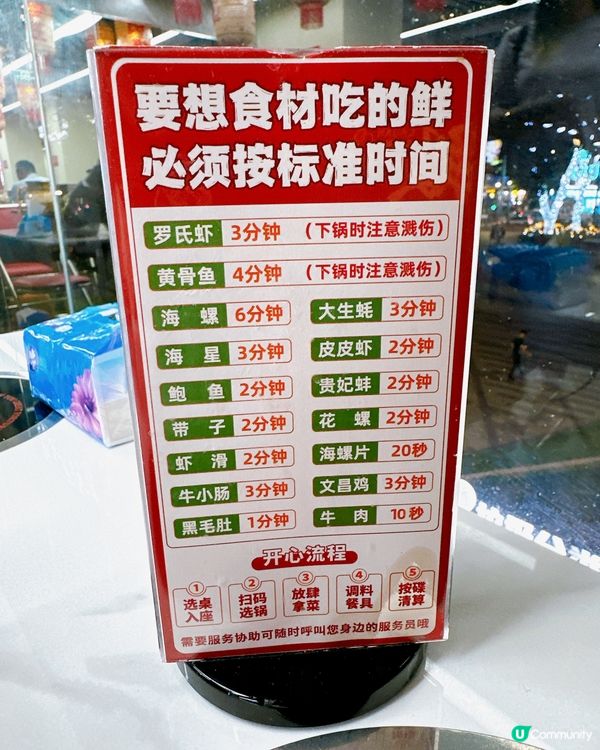 要想食材吃的鲜
必须按标准时间
罗氏虾 3分钟 (下锅时注意溅伤)
黄骨鱼 4分钟 (下锅时注意溅伤)
海螺 6分钟 大生蚝 3分钟
海星 3分钟 皮皮虾 2分钟
鲍鱼 2分钟 贵妃蚌 2分钟
带子 2分钟 花螺 2分钟
虾滑 2分钟 海螺片 20秒
牛小肠 3分钟 文昌鸡 3分钟
黑毛肚 1分钟 牛肉 10秒
开心流程
① ② ③ ④ ⑤
选桌 扫码 放肆 调料 按碟
入座 选锅 拿菜 餐具 清算
需要服务协助可随时呼叫您身边的服务员哦
U Community